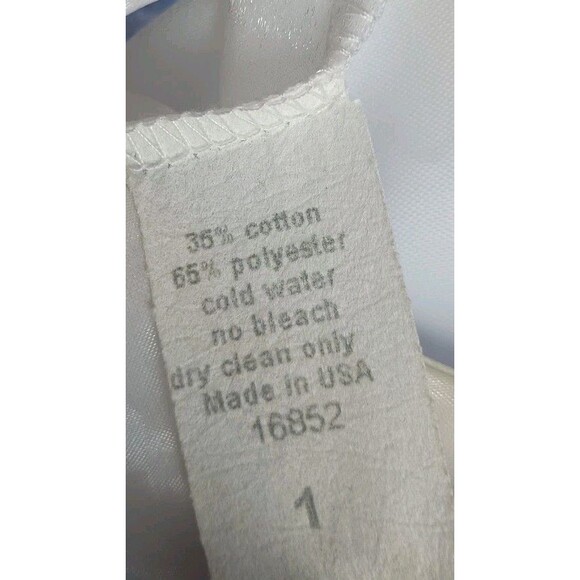 35% cotton
65% polyester
cold water
no bleach
dry clean only
Made in USA
16852
1